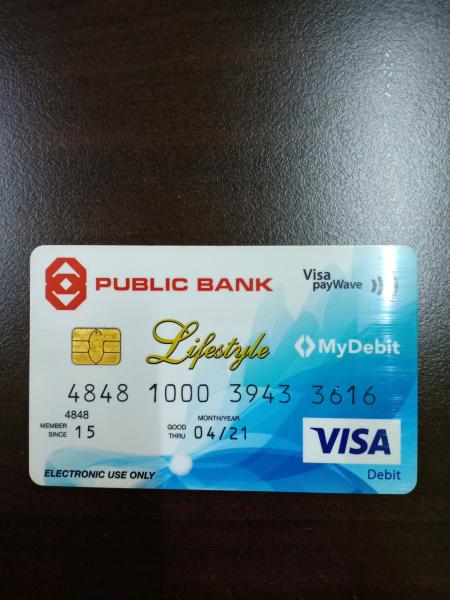 PUBLIC BANK
Visa
payWave
Lifestyle
MyDebit
4848 1000 3943 3616
4848
MEMBER SINCE 15
MONTH/YEAR
GOOD THRU 04/21
VISA
Debit
ELECTRONIC USE ONLY